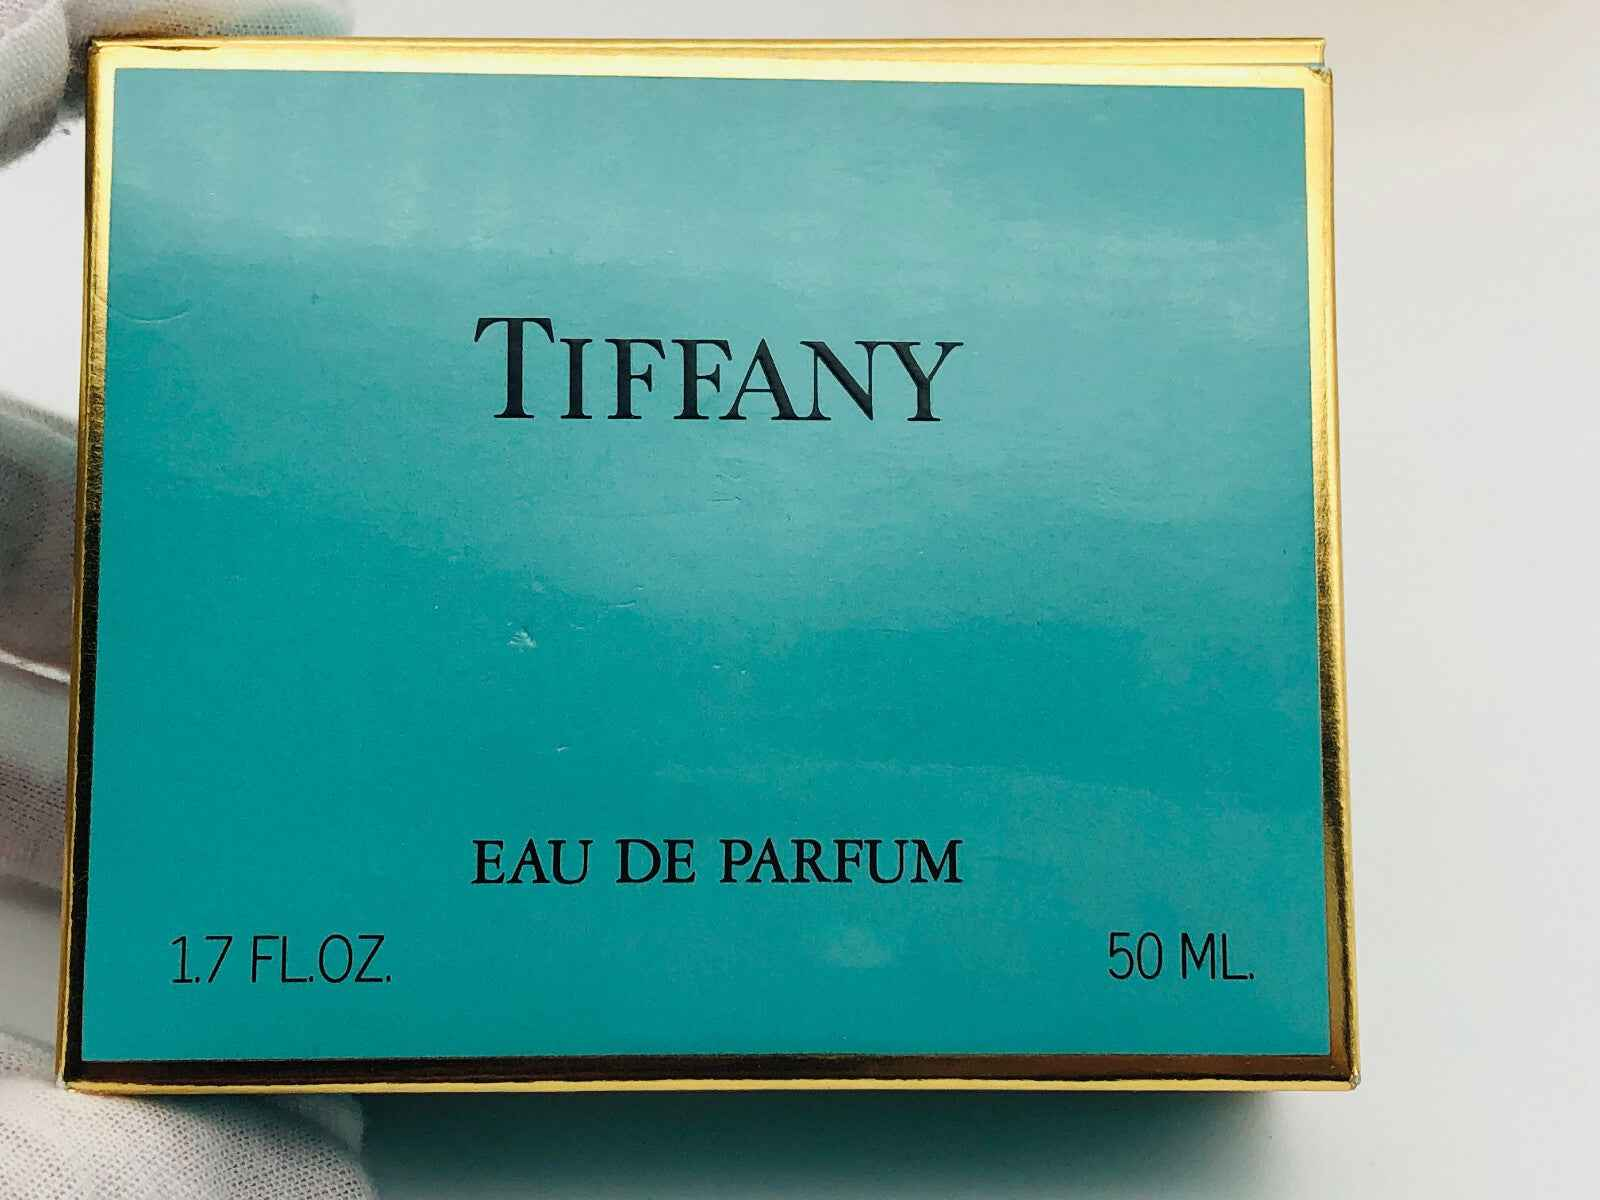 TIFFANY
EAU DE PARFUM
1.7 FL.OZ. 50 ML.